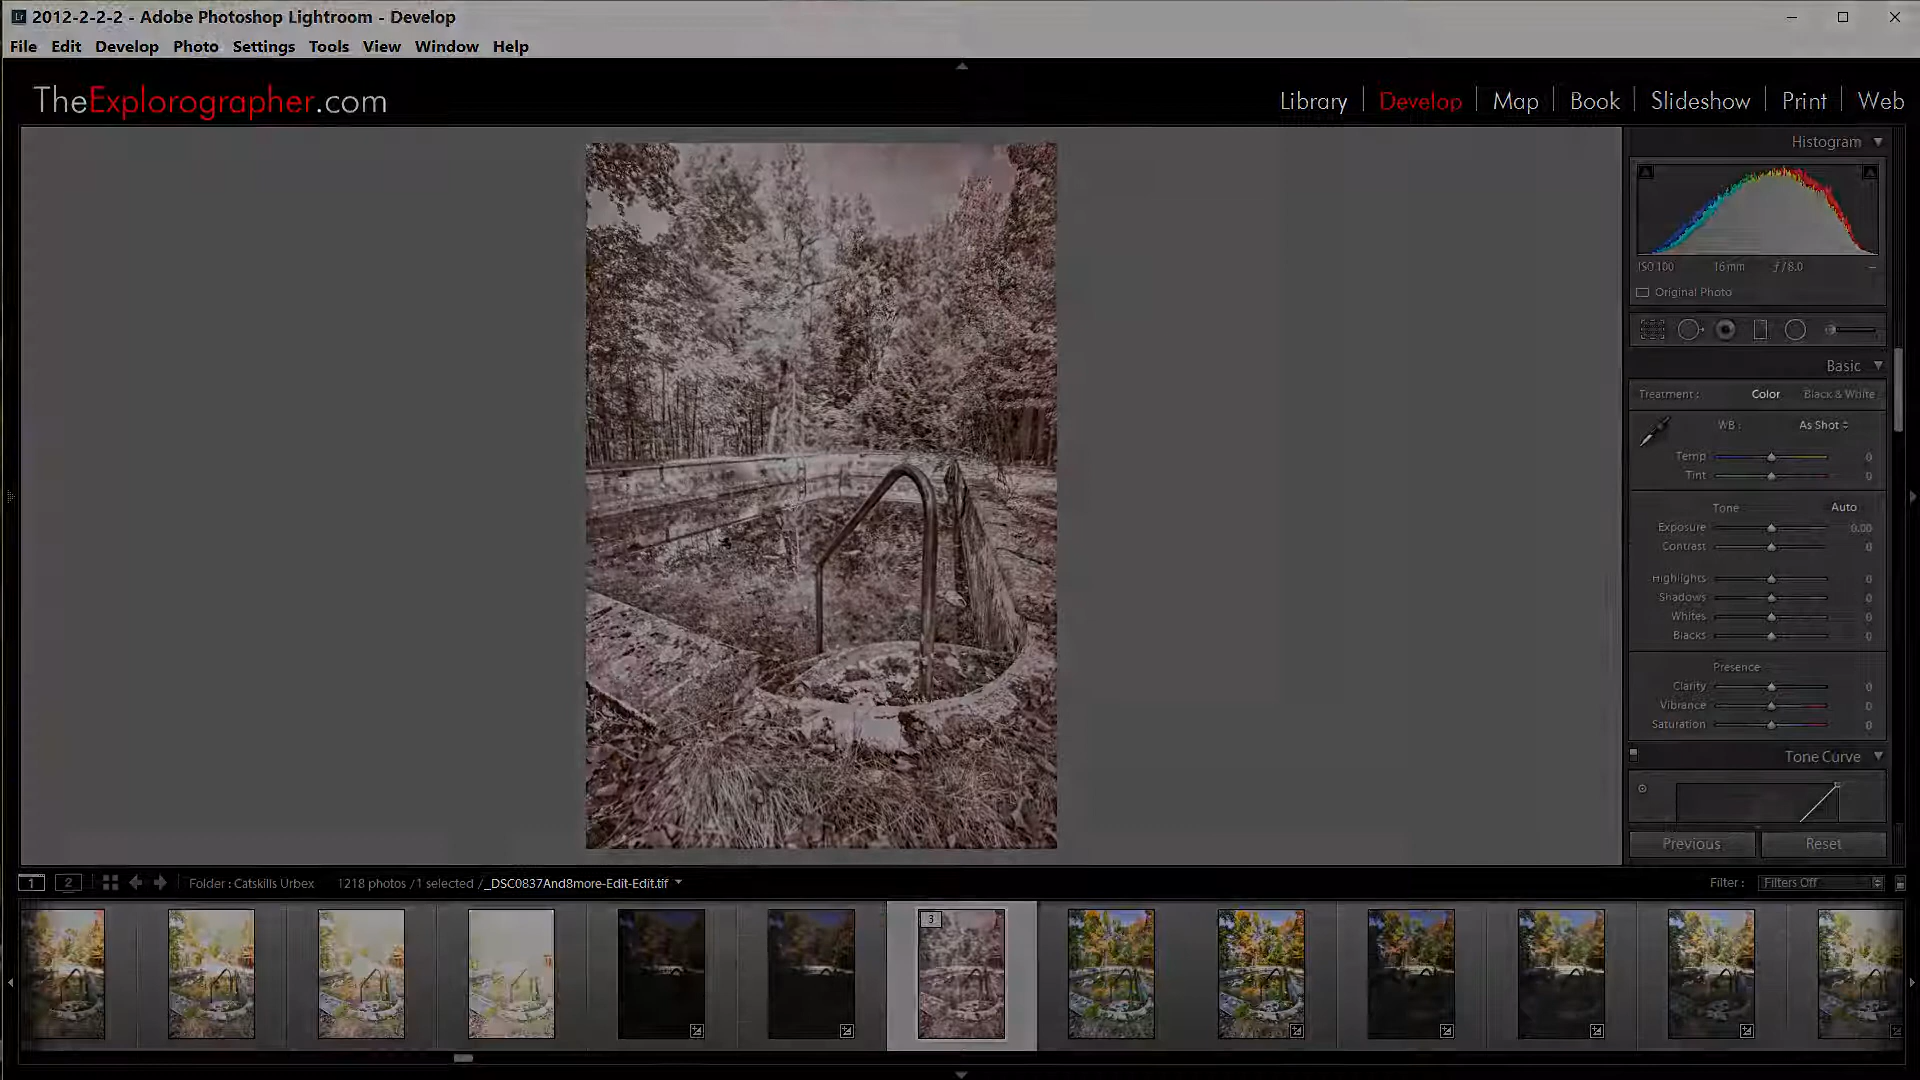 2012-2-2-2 - Adobe Photoshop Lightroom - Develop
File Edit Develop Photo Settings Tools View Window Help
TheExplorographer.com
Library Develop Map Book Slideshow Print Web
Histogram
ISO 100 16mm ƒ/8.0 –
Original Photo
Basic
Treatment : Color Black & White
WB : As Shot
Temp 0
Tint 0
Tone Auto
Exposure 0.00
Contrast 0
Highlights 0
Shadows 0
Whites 0
Blacks 0
Presence
Clarity 0
Vibrance 0
Saturation 0
Tone Curve
Previous Reset
1 2 Folder : Catskills Urbex 1218 photos /1 selected /_DSC0837And8more-Edit-Edit.tif Filter : Filters Off
3